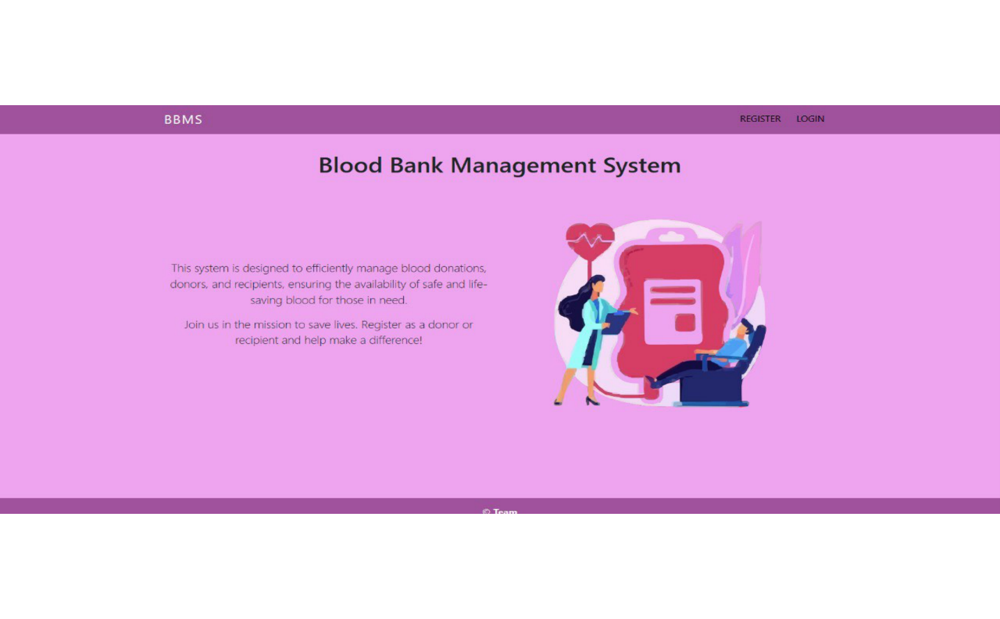 BBMS
REGISTER LOGIN
Blood Bank Management System
This system is designed to efficiently manage blood donations,
donors, and recipients, ensuring the availability of safe and life-
saving blood for those in need.
Join us in the mission to save lives. Register as a donor or
recipient and help make a difference!
© Team